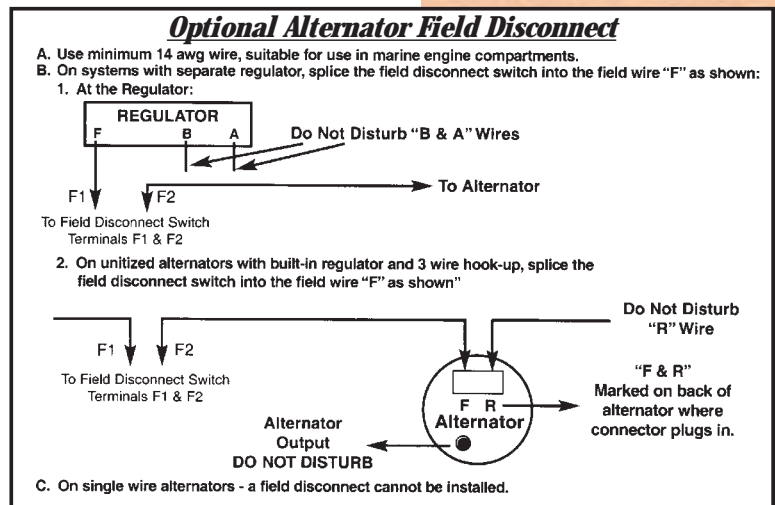 Optional Alternator Field Disconnect
A. Use minimum 14 awg wire, suitable for use in marine engine compartments.
B. On systems with separate regulator, splice the field disconnect switch into the field wire “F” as shown:
1. At the Regulator:
REGULATOR
F B A
Do Not Disturb “B & A” Wires
To Alternator
F1 F2
To Field Disconnect Switch
Terminals F1 & F2
2. On unitized alternators with built-in regulator and 3 wire hook-up, splice the
field disconnect switch into the field wire “F” as shown”
Do Not Disturb
“R” Wire
F1 F2
To Field Disconnect Switch
Terminals F1 & F2
“F & R”
Marked on back of
alternator where
connector plugs in.
F R
Alternator
Alternator
Output
DO NOT DISTURB
C. On single wire alternators - a field disconnect cannot be installed.